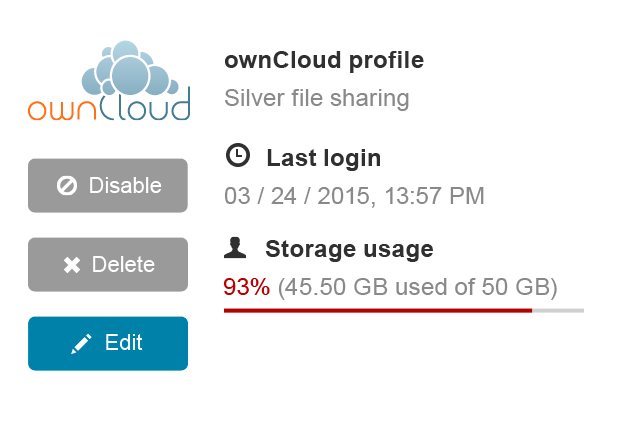 ownCloud
Disable
Delete
Edit
ownCloud profile
Silver file sharing
Last login
03 / 24 / 2015, 13:57 PM
Storage usage
93% (45.50 GB used of 50 GB)